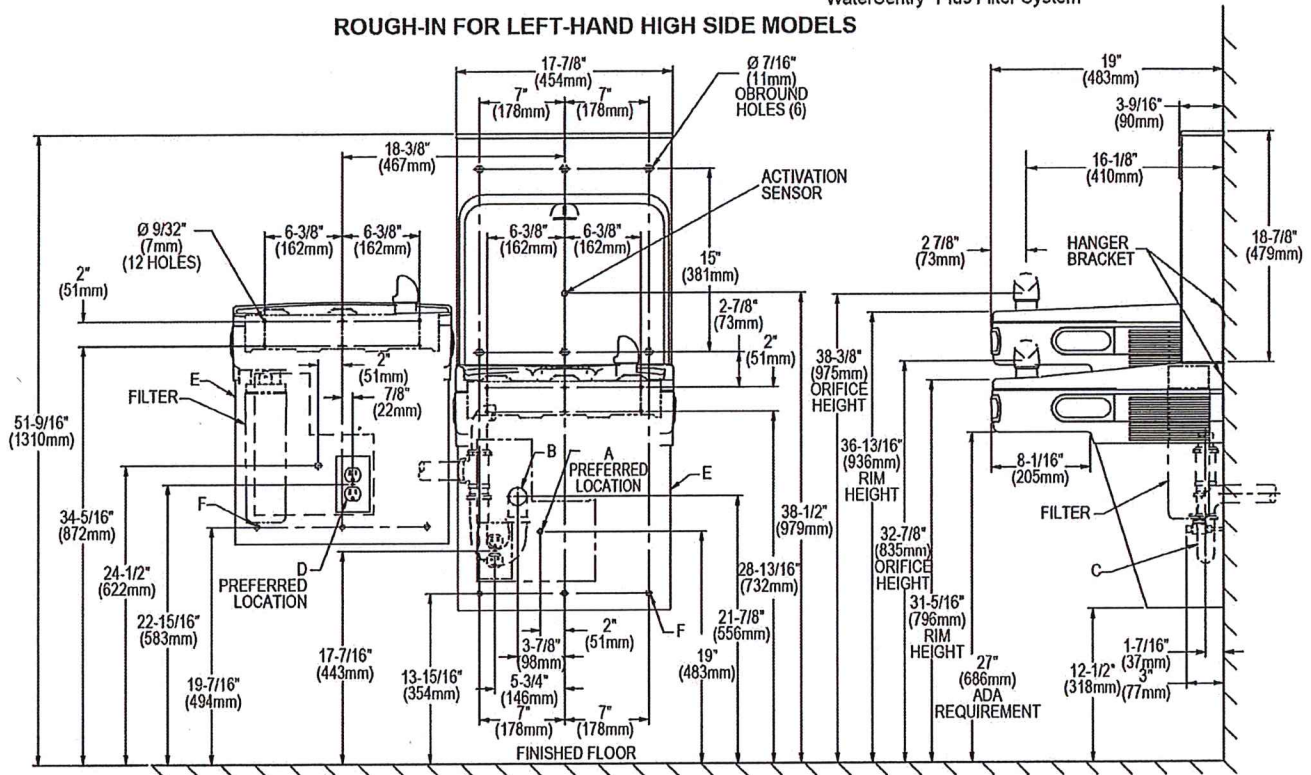 WaterSentry® Plus Filter System
ROUGH-IN FOR LEFT-HAND HIGH SIDE MODELS
17-7/8"
(454mm)
7"
(178mm)
7"
(178mm)
Ø 7/16"
(11mm)
OBROUND
HOLES (6)
19"
(483mm)
3-9/16"
(90mm)
18-3/8"
(467mm)
16-1/8"
(410mm)
ACTIVATION
SENSOR
Ø 9/32"
(7mm)
(12 HOLES)
6-3/8"
(162mm)
6-3/8"
(162mm)
6-3/8"
(162mm)
6-3/8"
(162mm)
15"
(381mm)
2 7/8"
(73mm)
HANGER
BRACKET
18-7/8"
(479mm)
2"
(51mm)
2-7/8"
(73mm)
2"
(51mm)
38-3/8"
(975mm)
ORIFICE
HEIGHT
2"
(51mm)
7/8"
(22mm)
E
FILTER
51-9/16"
(1310mm)
36-13/16"
(936mm)
RIM
HEIGHT
8-1/16"
(205mm)
B
A
PREFERRED
LOCATION
E
38-1/2"
(979mm)
FILTER
F
34-5/16"
(872mm)
32-7/8"
(835mm)
ORIFICE
HEIGHT
C
24-1/2"
(622mm)
D
PREFERRED
LOCATION
28-13/16"
(732mm)
22-15/16"
(583mm)
21-7/8"
(556mm)
31-5/16"
(796mm)
RIM
HEIGHT
F
2"
(51mm)
3-7/8"
(98mm)
17-7/16"
(443mm)
13-15/16"
(354mm)
19"
(483mm)
1-7/16"
(37mm)
3"
(77mm)
19-7/16"
(494mm)
5-3/4"
(146mm)
27"
(686mm)
ADA
REQUIREMENT
12-1/2"
(318mm)
7"
(178mm)
7"
(178mm)
FINISHED FLOOR